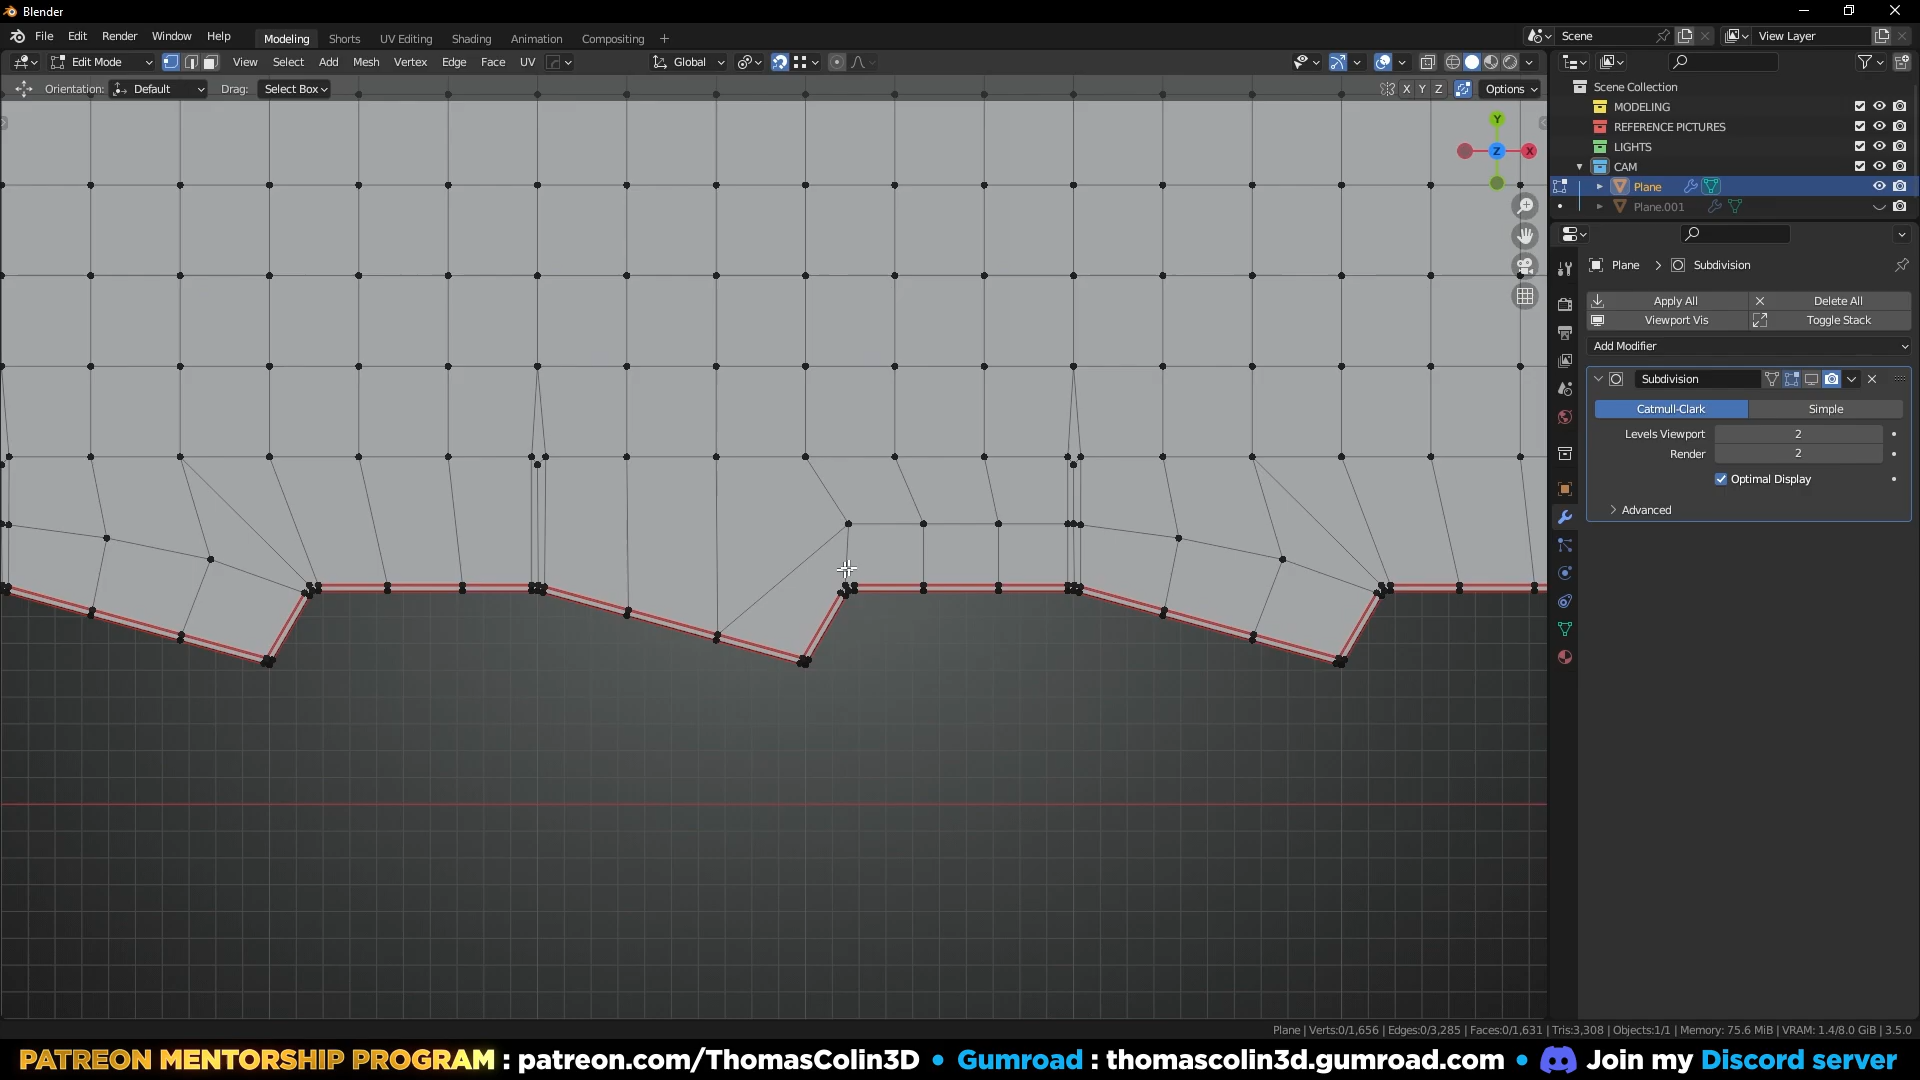 Blender
File Edit Render Window Help Modeling Shorts UV Editing Shading Animation Compositing + Scene View Layer
Edit Mode View Select Add Mesh Vertex Edge Face UV Global
Orientation: Default Drag: Select Box X Y Z Options
Scene Collection
MODELING
REFERENCE PICTURES
LIGHTS
CAM
Plane
Plane.001
Y
Z X
Plane > Subdivision
Apply All Delete All
Viewport Vis Toggle Stack
Add Modifier
Subdivision
Catmull-Clark Simple
Levels Viewport 2
Render 2
Optimal Display
Advanced
Plane | Verts:0/1,656 | Edges:0/3,285 | Faces:0/1,631 | Tris:3,308 | Objects:1/1 | Memory: 75.6 MiB | VRAM: 1.4/8.0 GiB | 3.5.0
PATREON MENTORSHIP PROGRAM : patreon.com/ThomasColin3D • Gumroad : thomascolin3d.gumroad.com • Join my Discord server